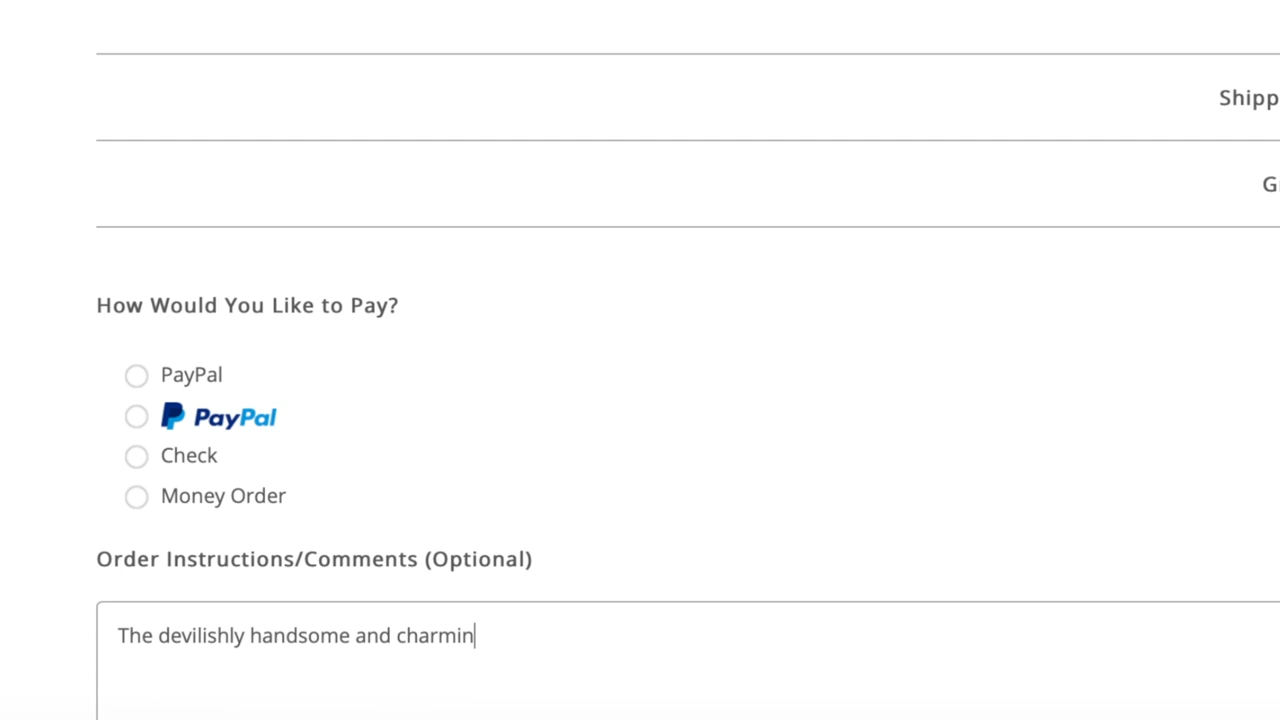 Shipp
G
How Would You Like to Pay?
PayPal
PayPal
Check
Money Order
Order Instructions/Comments (Optional)
The devilishly handsome and charmin